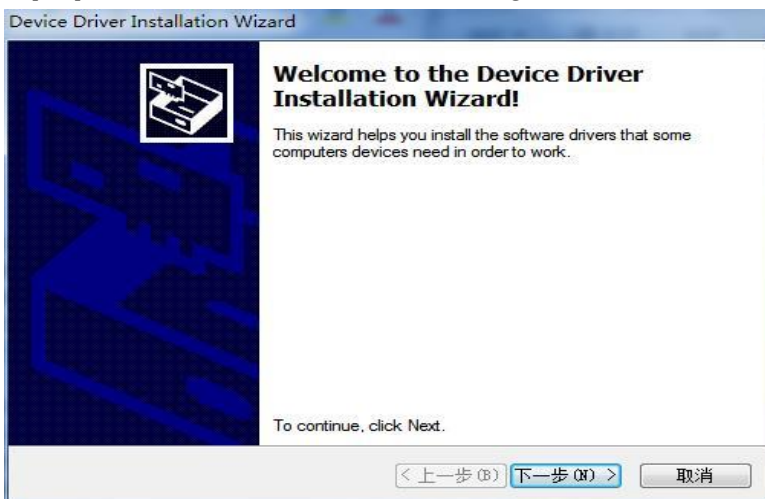 Device Driver Installation Wizard
Welcome to the Device Driver
Installation Wizard!
This wizard helps you install the software drivers that some
computers devices need in order to work.
To continue, click Next.
< 上一步(B) 下一步(N) > 取消